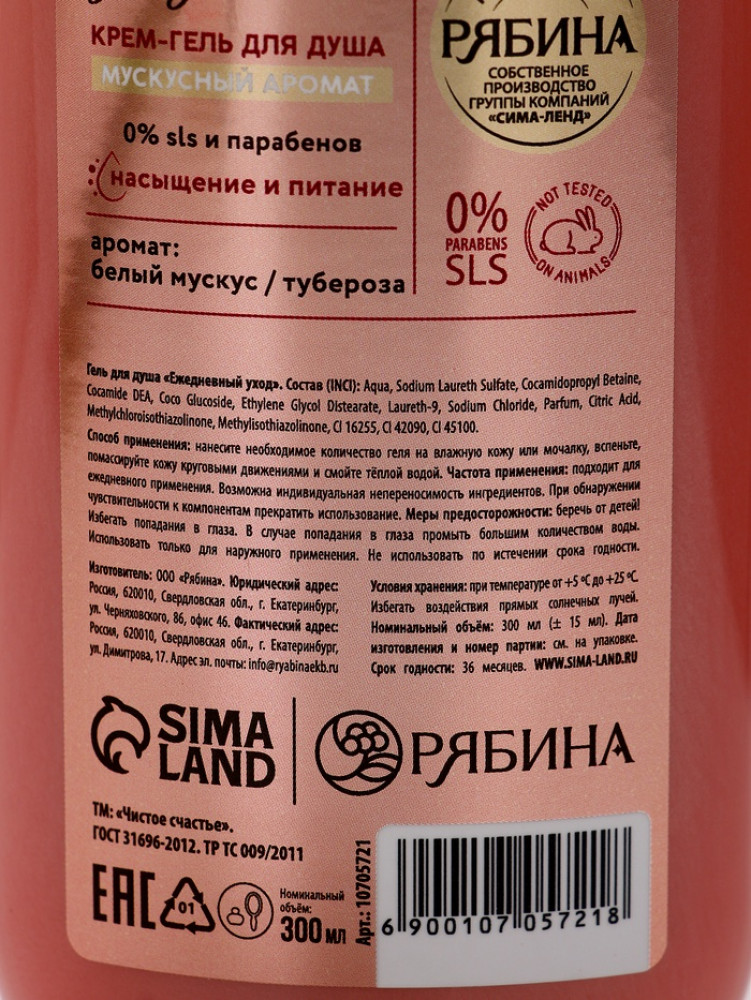 КРЕМ-ГЕЛЬ ДЛЯ ДУША
МУСКУСНЫЙ АРОМАТ
0% sls и парабенов
насыщение и питание
аромат:
белый мускус / тубероза
РЯБИНА
СОБСТВЕННОЕ
ПРОИЗВОДСТВО
ГРУППЫ КОМПАНИЙ
«СИМА-ЛЕНД»
0%
PARABENS
SLS
NOT TESTED
ON ANIMALS
Гель для душа «Ежедневный уход». Состав (INCI): Aqua, Sodium Laureth Sulfate, Cocamidopropyl Betaine,
Cocamide DEA, Coco Glucoside, Ethylene Glycol Distearate, Laureth-9, Sodium Chloride, Parfum, Citric Acid,
Methylchloroisothiazolinone, Methylisothiazolinone, CI 16255, CI 42090, CI 45100.
Способ применения: нанесите необходимое количество геля на влажную кожу или мочалку, вспеньте,
помассируйте кожу круговыми движениями и смойте тёплой водой. Частота применения: подходит для
ежедневного применения. Возможна индивидуальная непереносимость ингредиентов. При обнаружении
чувствительности к компонентам прекратить использование. Меры предосторожности: беречь от детей!
Избегать попадания в глаза. В случае попадания в глаза промыть большим количеством воды.
Использовать только для наружного применения. Не использовать по истечении срока годности.
Изготовитель: ООО «Рябина». Юридический адрес:
Россия, 620010, Свердловская обл., г. Екатеринбург,
ул. Черняховского, 86, офис 46. Фактический адрес:
Россия, 620010, Свердловская обл., г. Екатеринбург,
ул. Димитрова, 17. Адрес эл. почты: info@ryabinaekb.ru
Условия хранения: при температуре от +5 °C до +25 °C.
Избегать воздействия прямых солнечных лучей.
Номинальный объём: 300 мл (± 15 мл). Дата
изготовления и номер партии: см. на упаковке.
Срок годности: 36 месяцев. WWW.SIMA-LAND.RU
SIMA
LAND
РЯБИНА
ТМ: «Чистое счастье».
ГОСТ 31696-2012. ТР ТС 009/2011
EAC
01
Номинальный
объём:
300 мл
Арт.: 10705721
6 900107 057218